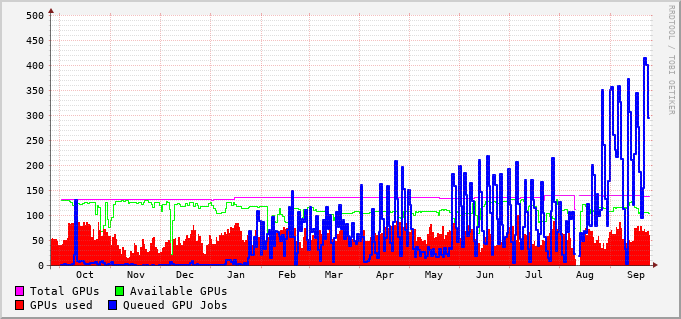 500
450
400
350
300
250
200
150
100
50
0
Oct Nov Dec Jan Feb Mar Apr May Jun Jul Aug Sep
Total GPUs Available GPUs
GPUs used Queued GPU Jobs
RRDTOOL / TOBI OETIKER